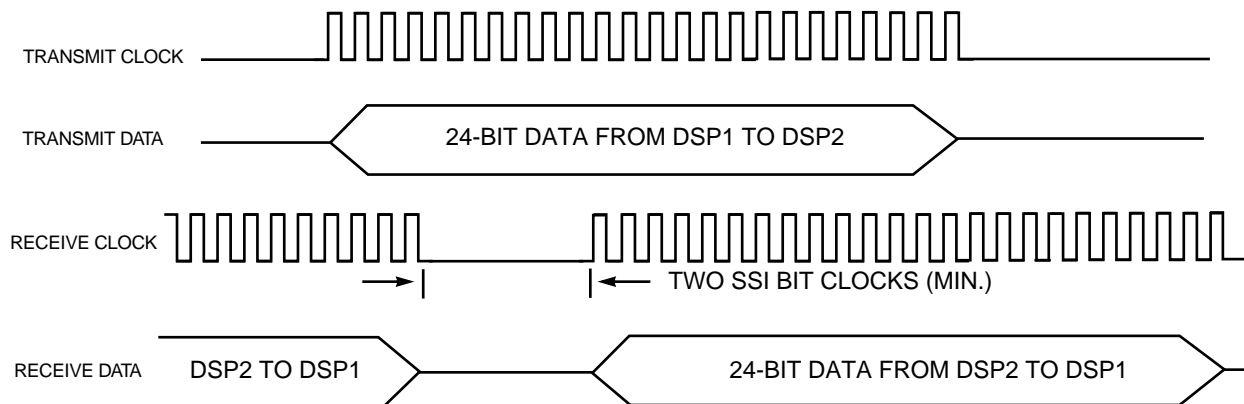 TRANSMIT CLOCK
TRANSMIT DATA
24-BIT DATA FROM DSP1 TO DSP2
RECEIVE CLOCK
TWO SSI BIT CLOCKS (MIN.)
RECEIVE DATA
DSP2 TO DSP1
24-BIT DATA FROM DSP2 TO DSP1